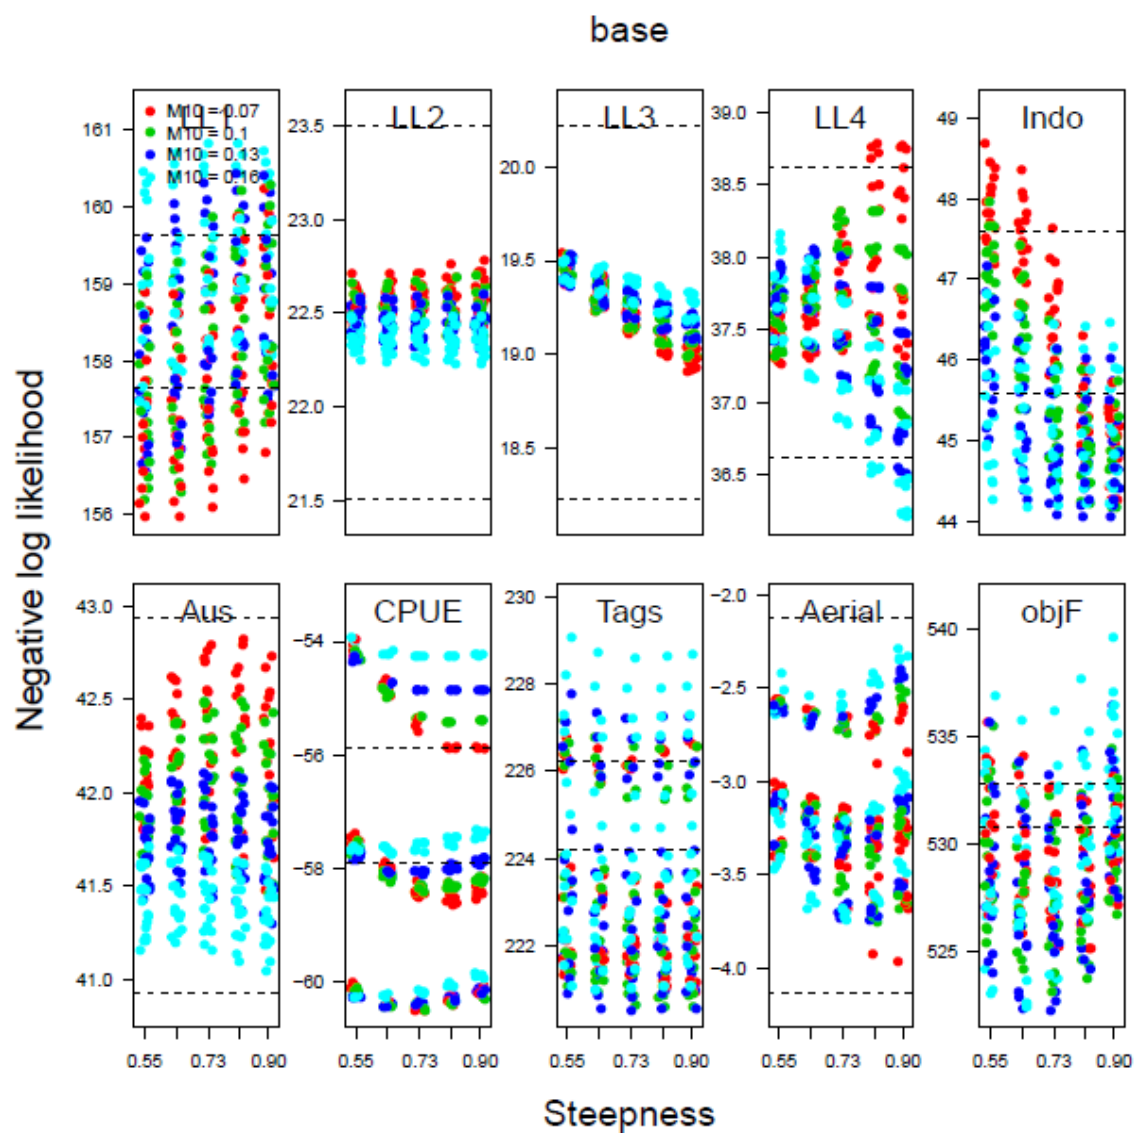 base
LL1
M10 = 0.07
M10 = 0.1
M10 = 0.13
M10 = 0.16
161
160
159
158
157
156
LL2
23.5
23.0
22.5
22.0
21.5
LL3
20.0
19.5
19.0
18.5
LL4
39.0
38.5
38.0
37.5
37.0
36.5
Indo
49
48
47
46
45
44
Negative log likelihood
Aus
43.0
42.5
42.0
41.5
41.0
0.55 0.73 0.90
CPUE
−54
−56
−58
−60
0.55 0.73 0.90
Tags
230
228
226
224
222
0.55 0.73 0.90
Aerial
−2.0
−2.5
−3.0
−3.5
−4.0
0.55 0.73 0.90
objF
540
535
530
525
0.55 0.73 0.90
Steepness